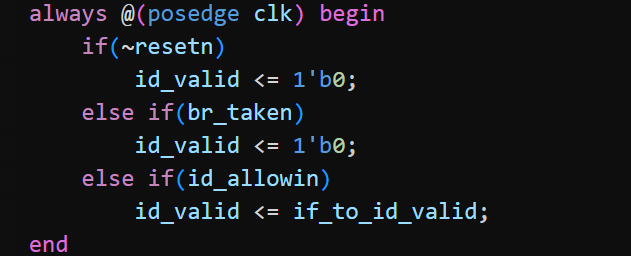 always @(posedge clk) begin
    if(~resetn)
        id_valid <= 1'b0;
    else if(br_taken)
        id_valid <= 1'b0;
    else if(id_allowin)
        id_valid <= if_to_id_valid;
end